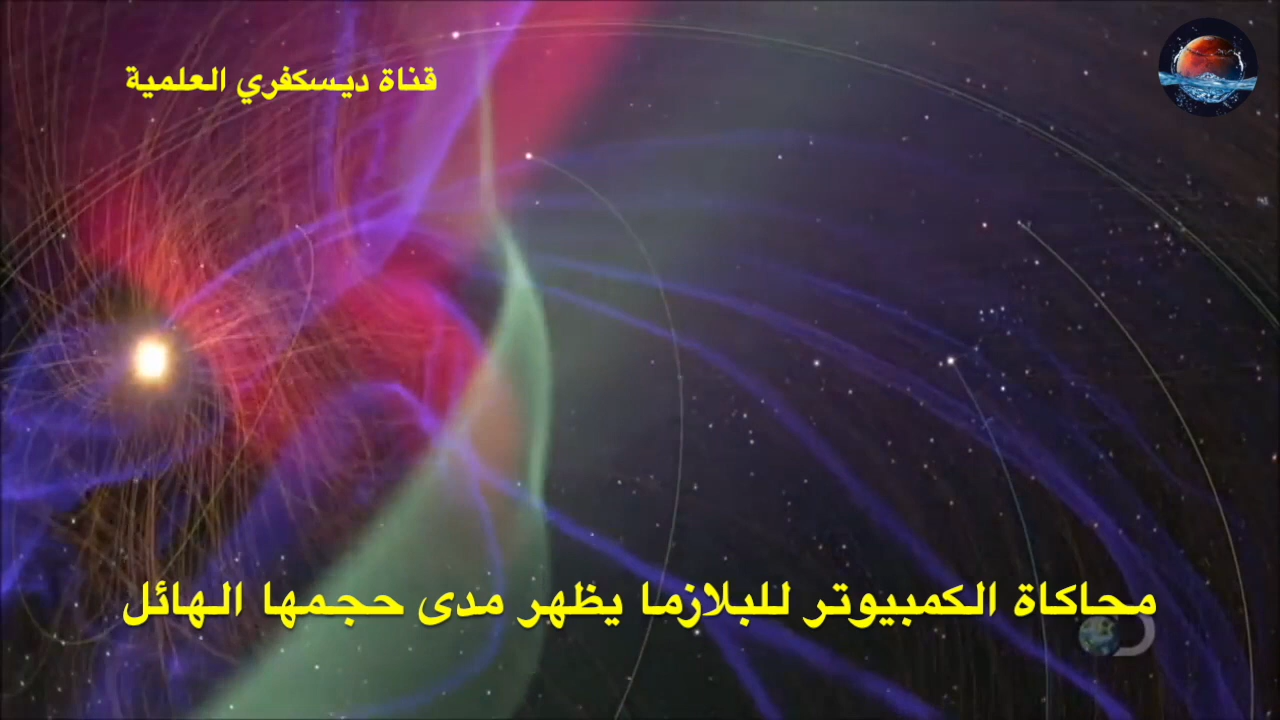 قناة ديسكفري العلمية
محاكاة الكمبيوتر للبلازما يظهر مدى حجمها الهائل